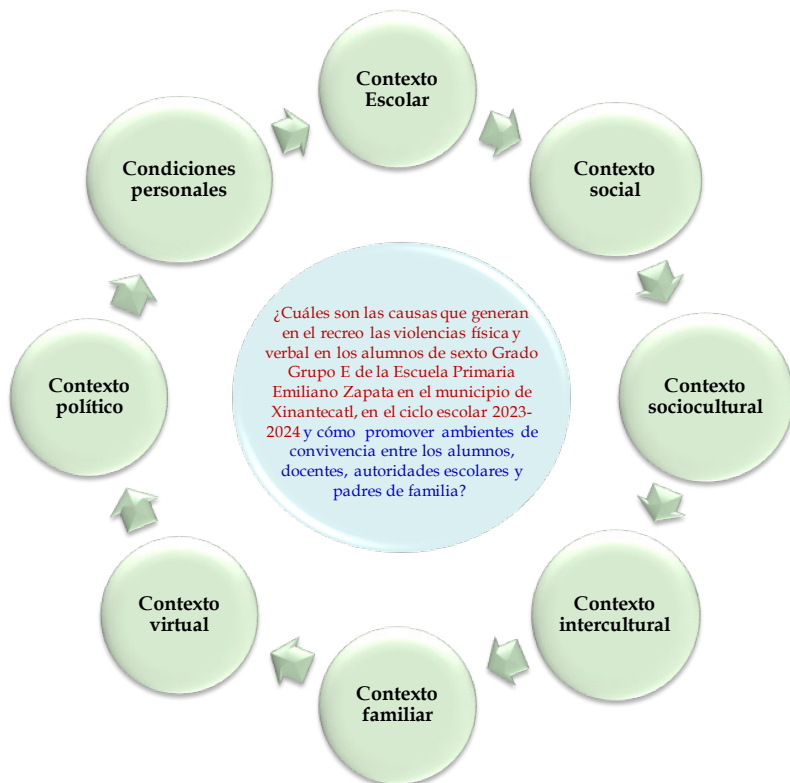 Contexto
Escolar
Condiciones
personales
Contexto
social
¿Cuáles son las causas que generan
en el recreo las violencias física y
verbal en los alumnos de sexto Grado
Grupo E de la Escuela Primaria
Emiliano Zapata en el municipio de
Xinantecatl, en el ciclo escolar 2023-
2024 y cómo promover ambientes de
convivencia entre los alumnos,
docentes, autoridades escolares y
padres de familia?
Contexto
político
Contexto
sociocultural
Contexto
virtual
Contexto
intercultural
Contexto
familiar